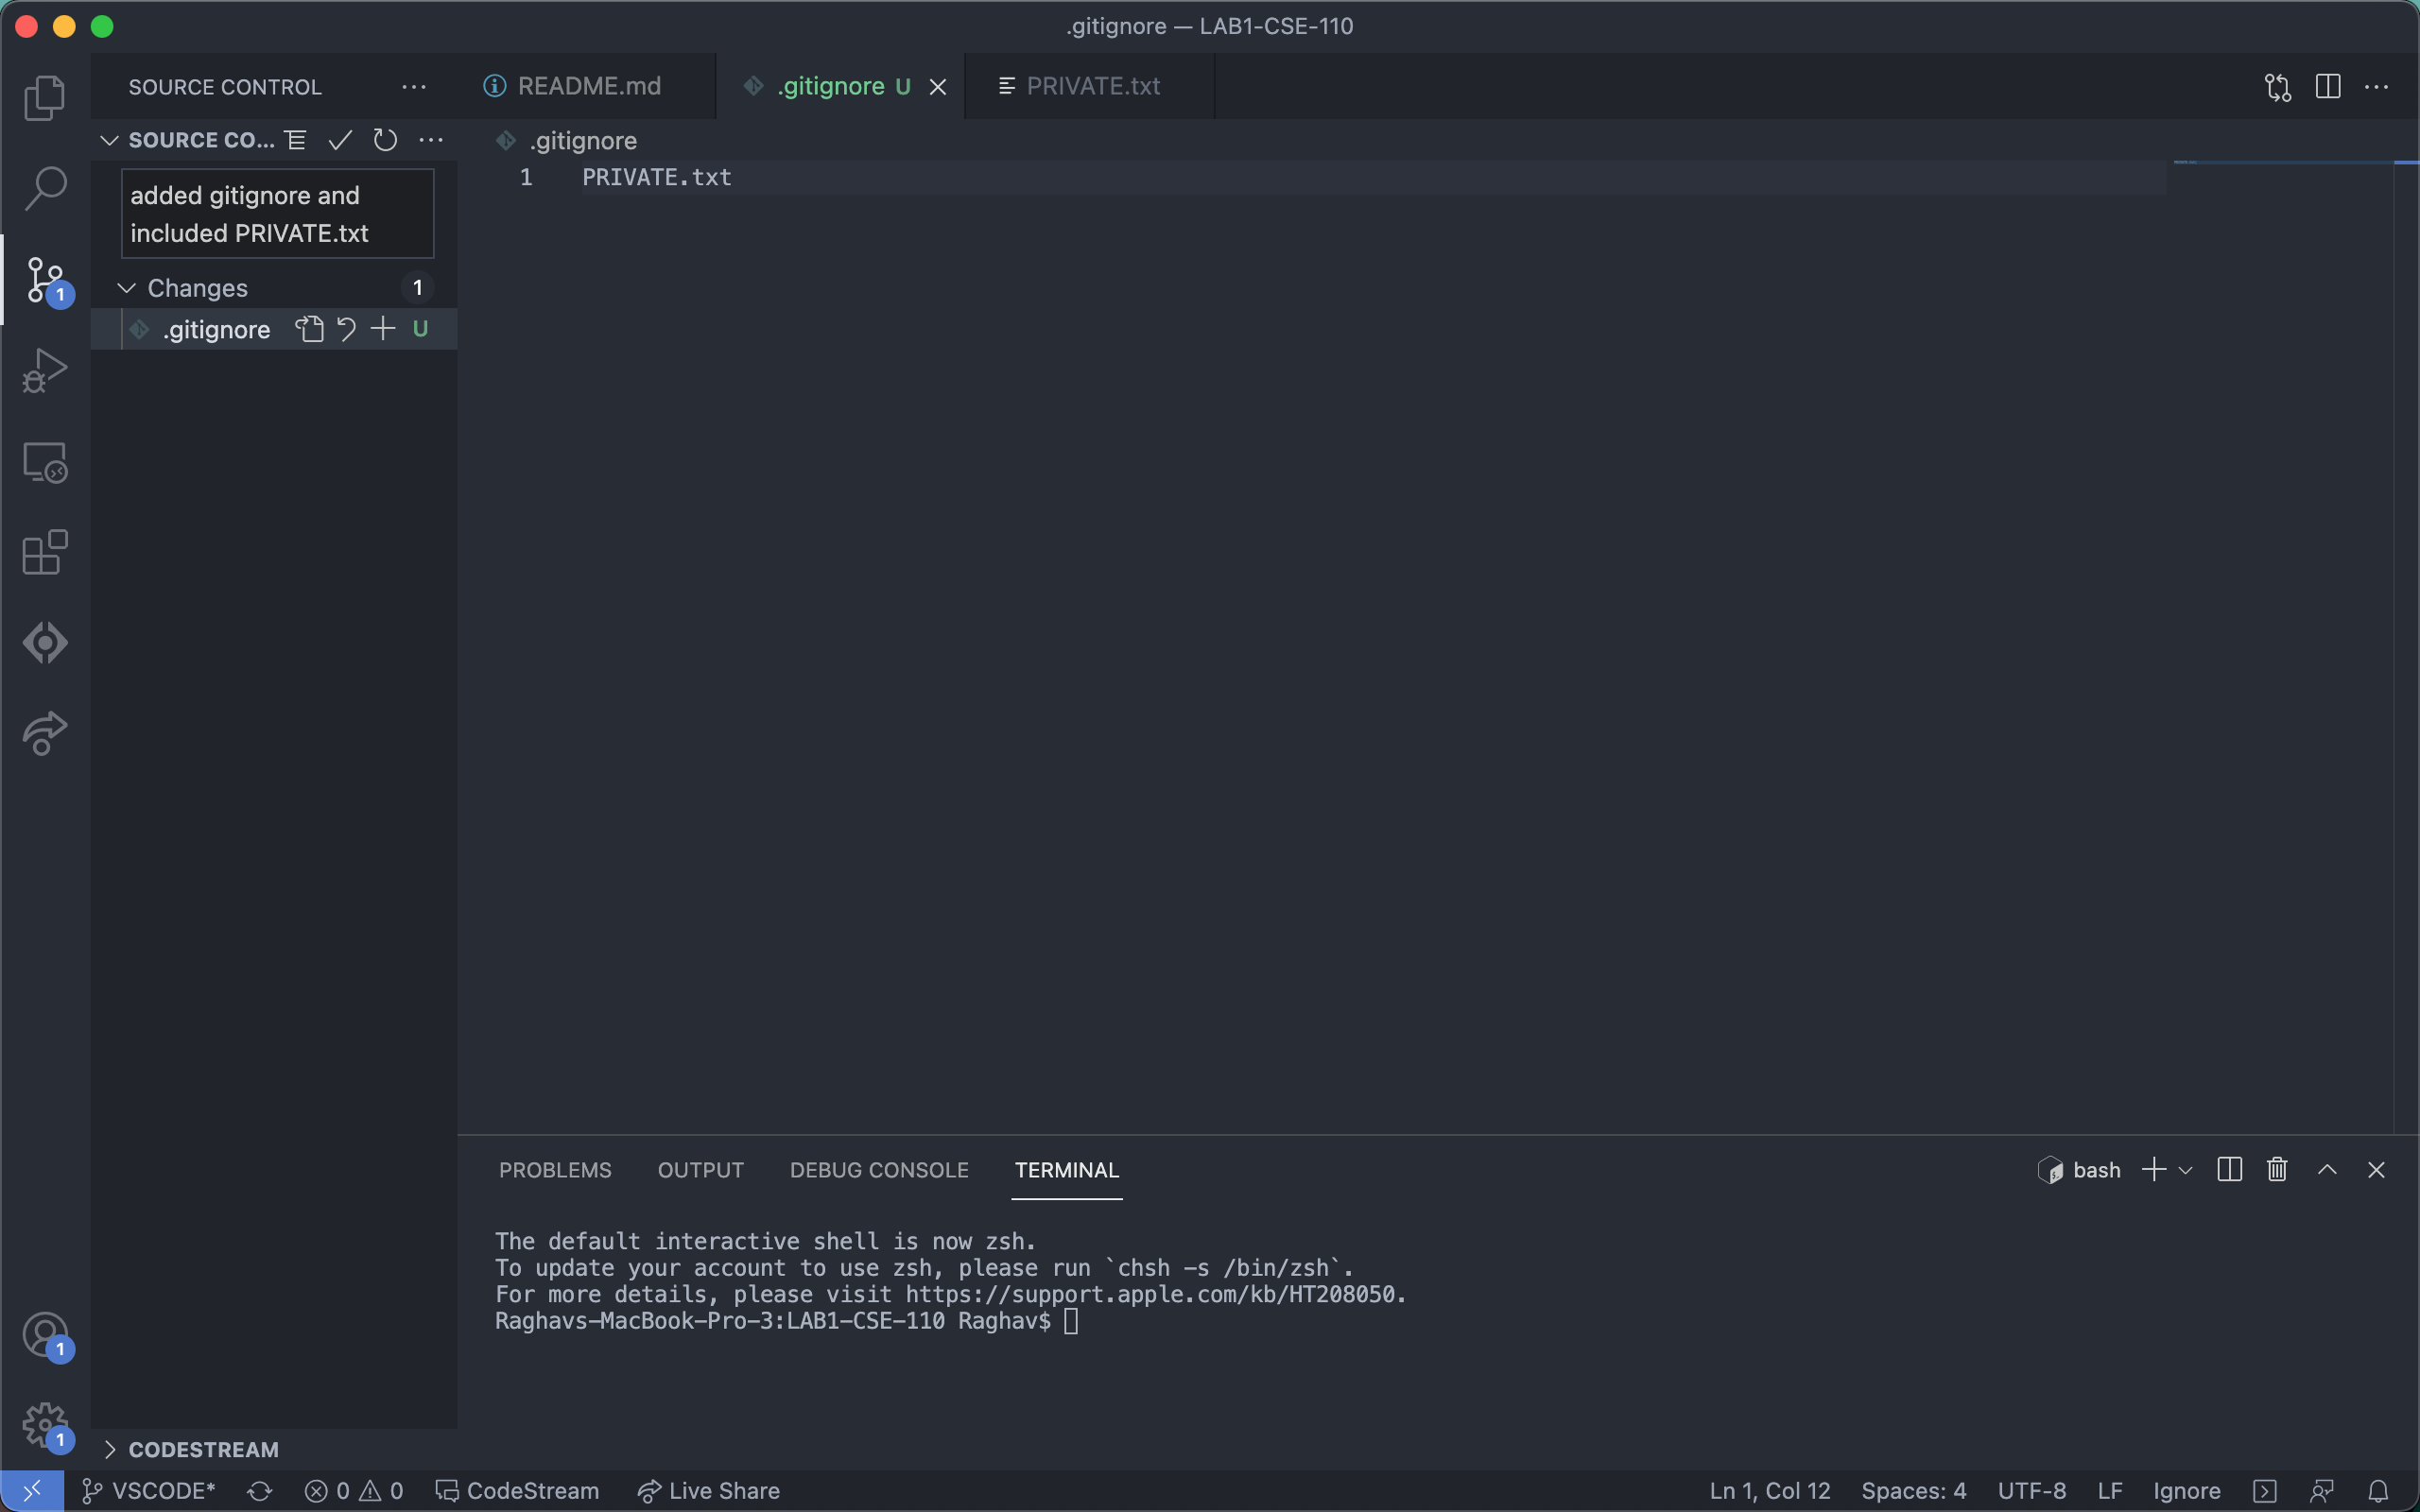 .gitignore — LAB1-CSE-110
SOURCE CONTROL
README.md
.gitignore U
PRIVATE.txt
SOURCE CO...
.gitignore
added gitignore and
included PRIVATE.txt
1 PRIVATE.txt
Changes 1
.gitignore U
1
PROBLEMS OUTPUT DEBUG CONSOLE TERMINAL
bash
The default interactive shell is now zsh.
To update your account to use zsh, please run `chsh -s /bin/zsh`.
For more details, please visit https://support.apple.com/kb/HT208050.
Raghavs-MacBook-Pro-3:LAB1-CSE-110 Raghav$
1
1
CODESTREAM
VSCODE* 0 0 CodeStream Live Share Ln 1, Col 12 Spaces: 4 UTF-8 LF Ignore